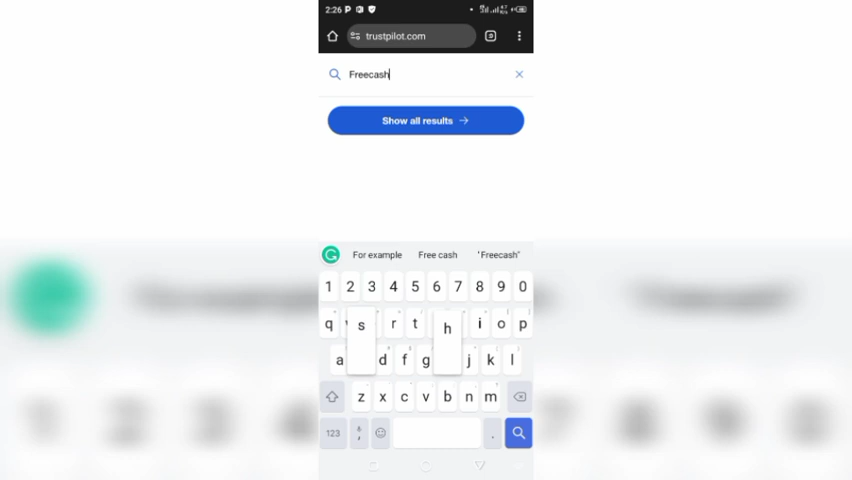 2:26
trustpilot.com
Freecash
Show all results →
For example Free cash "Freecash"
1 2 3 4 5 6 7 8 9 0
q r t i o p
s h
a d f g j k l
z x c v b n m
123 , .